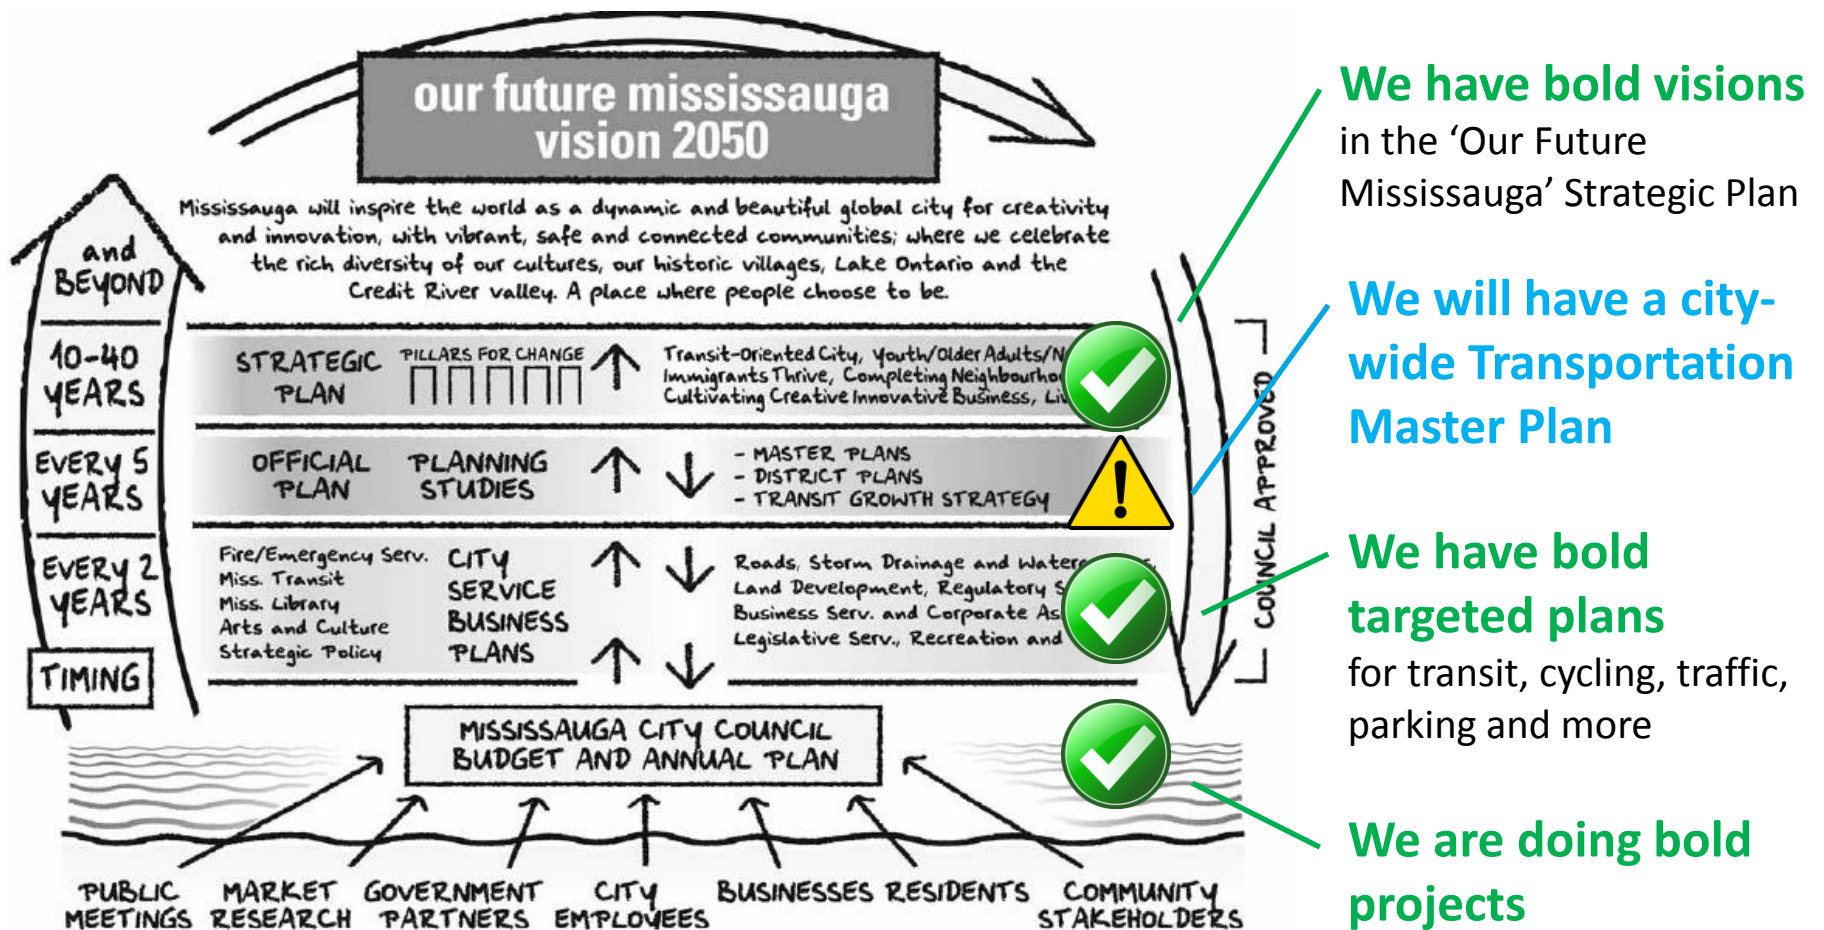 our future mississauga
vision 2050
Mississauga will inspire the world as a dynamic and beautiful global city for creativity
and innovation, with vibrant, safe and connected communities; where we celebrate
the rich diversity of our cultures, our historic villages, Lake Ontario and the
Credit River valley. A place where people choose to be.
and
BEYOND
10-40
YEARS
STRATEGIC
PLAN
PILLARS FOR CHANGE
Transit-Oriented City, Youth/Older Adults/N
Immigrants Thrive, Completing Neighbourho
Cultivating Creative Innovative Business, Li
EVERY 5
YEARS
OFFICIAL
PLAN
PLANNING
STUDIES
- MASTER PLANS
- DISTRICT PLANS
- TRANSIT GROWTH STRATEGY
EVERY 2
YEARS
Fire/Emergency Serv.
Miss. Transit
Miss. Library
Arts and Culture
Strategic Policy
CITY
SERVICE
BUSINESS
PLANS
Roads, Storm Drainage and Water
Land Development, Regulatory S
Business Serv. and Corporate As
Legislative Serv., Recreation and
TIMING
COUNCIL APPROVED
MISSISSAUGA CITY COUNCIL
BUDGET AND ANNUAL PLAN
PUBLIC
MEETINGS
MARKET
RESEARCH
GOVERNMENT
PARTNERS
CITY
EMPLOYEES
BUSINESSES
RESIDENTS
COMMUNITY
STAKEHOLDERS
We have bold visions
in the ‘Our Future
Mississauga’ Strategic Plan
We will have a city-
wide Transportation
Master Plan
We have bold
targeted plans
for transit, cycling, traffic,
parking and more
We are doing bold
projects